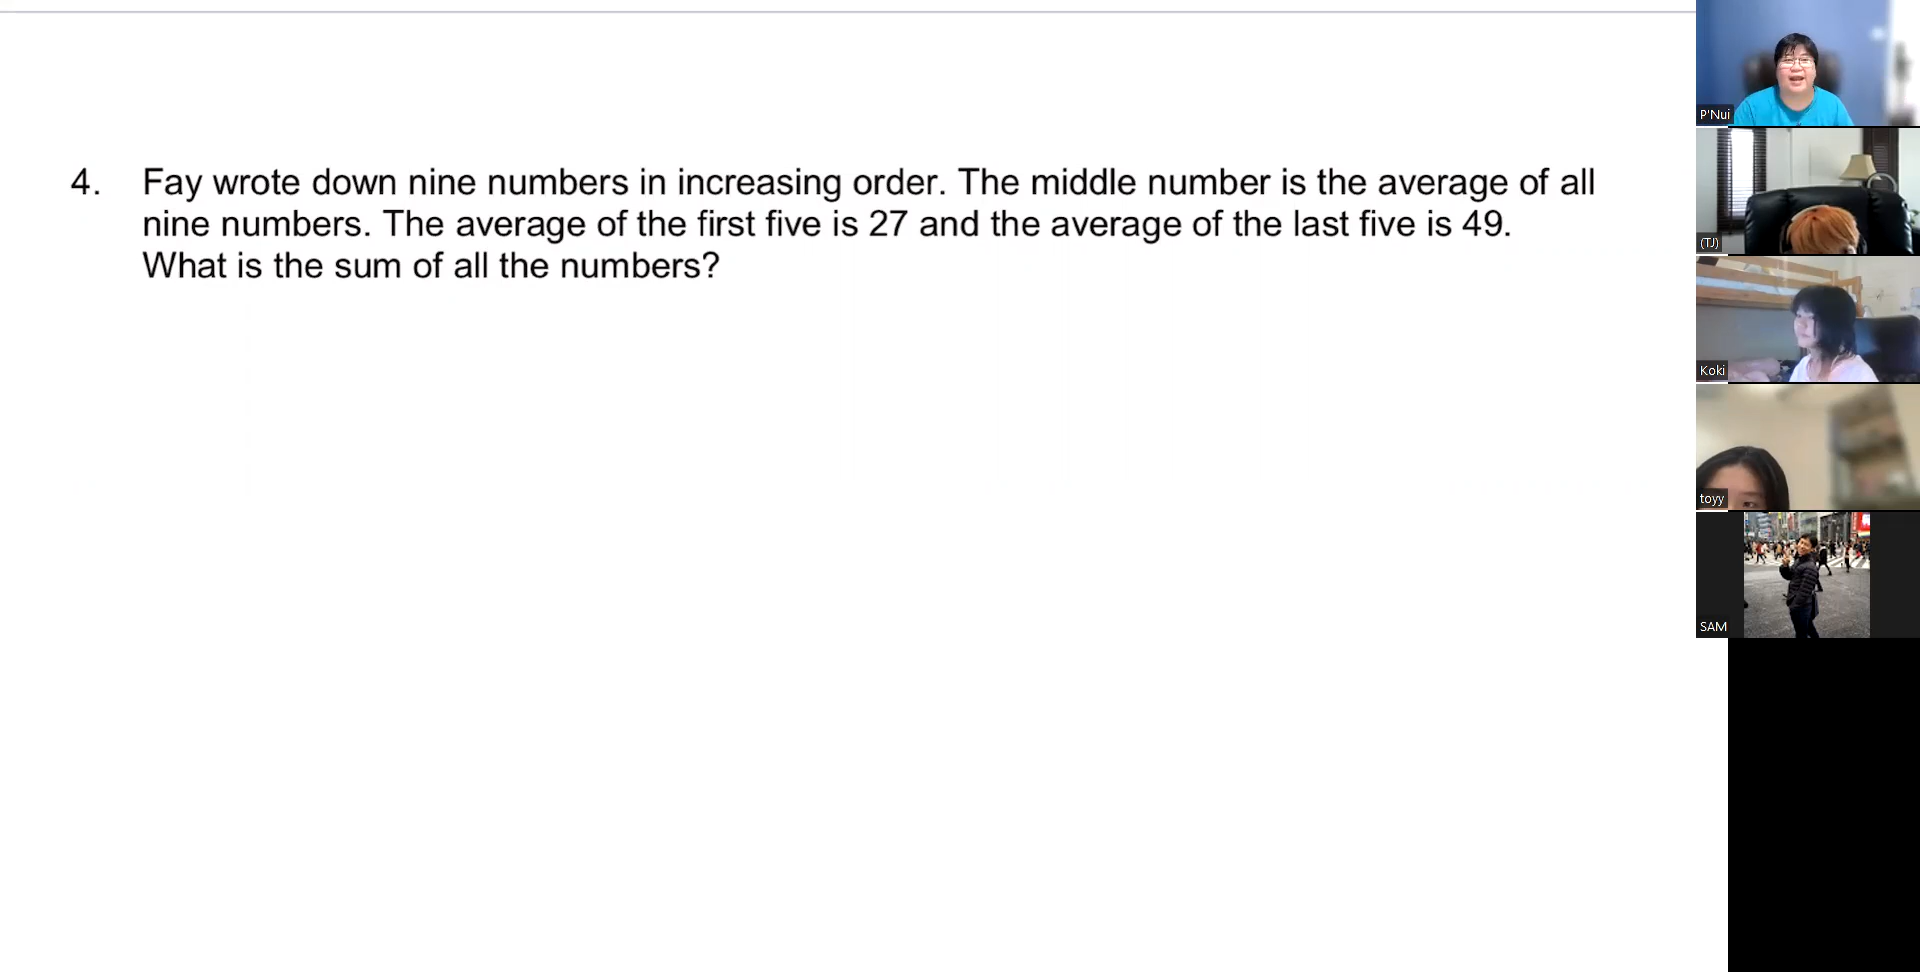 4. Fay wrote down nine numbers in increasing order. The middle number is the average of all
nine numbers. The average of the first five is 27 and the average of the last five is 49.
What is the sum of all the numbers?
P'Nui
(TJ)
Koki
toyy
SAM